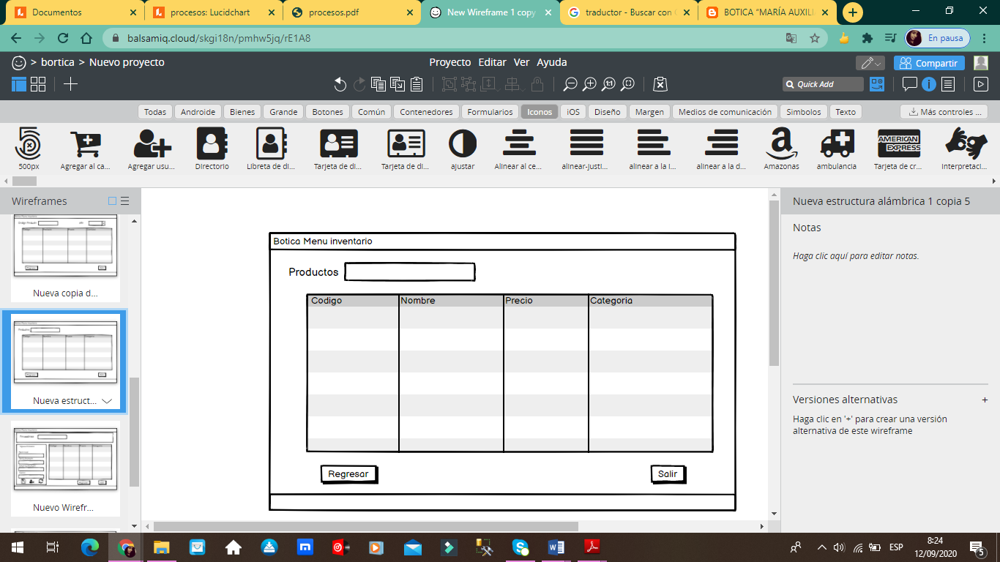 Documentos
procesos: Lucidchart
procesos.pdf
New Wireframe 1 copy
traductor - Buscar con G
BOTICA "MARÍA AUXILI
balsamiq.cloud/skgi18n/pmhw5jq/rE1A8
En pausa
> bortica > Nuevo proyecto
Proyecto Editar Ver Ayuda
Compartir
1:1
Quick Add
Todas Androide Bienes Grande Botones Común Contenedores Formularios Iconos iOS Diseño Margen Medios de comunicación Simbolos Texto Más controles ...
AMERICAN EXPRESS
500px Agregar al ca... Agregar usu... Directorio Libreta de di... Tarjeta de di... Tarjeta de di... ajustar Alinear al ce... alinear-justi... alinear a la i... alinear a la d... Amazonas ambulancia Tarjeta de cr... Interpretaci...
Wireframes
Nueva copia d...
Nueva estruct...
Nuevo Wirefr...
Botica Menu inventario
Productos
Codigo Nombre Precio Categoria
Regresar Salir
Nueva estructura alámbrica 1 copia 5
Notas
Haga clic aquí para editar notas.
Versiones alternativas +
Haga clic en '+' para crear una versión
alternativa de este wireframe
ESP
8:24
12/09/2020
5